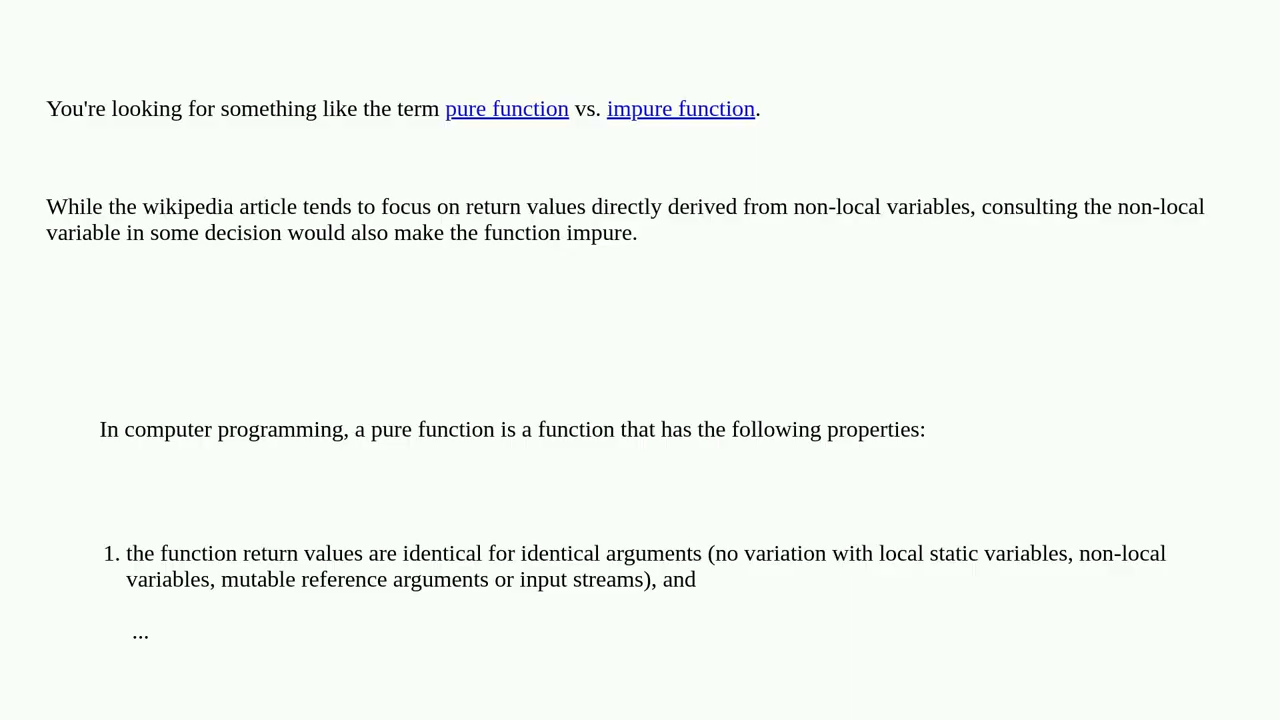 You're looking for something like the term pure function vs. impure function.
While the wikipedia article tends to focus on return values directly derived from non-local variables, consulting the non-local
variable in some decision would also make the function impure.
In computer programming, a pure function is a function that has the following properties:
1. the function return values are identical for identical arguments (no variation with local static variables, non-local
variables, mutable reference arguments or input streams), and
...